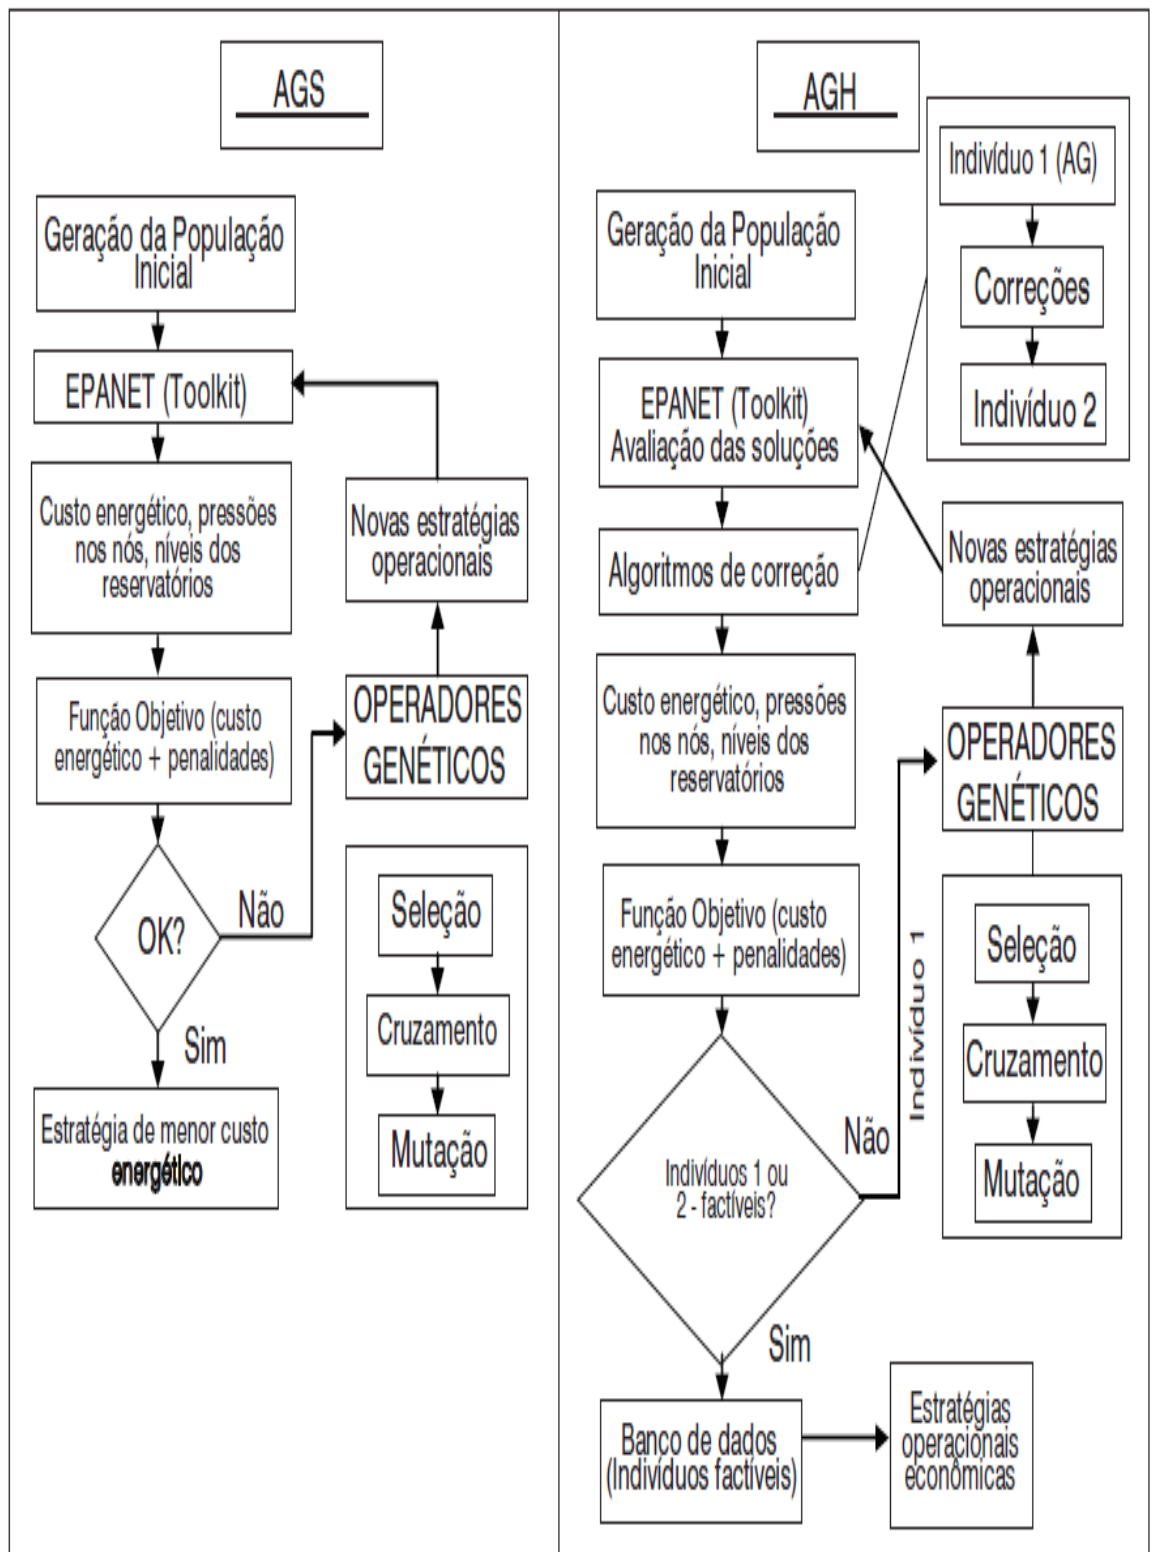 AGS
Geração da População
Inicial
EPANET (Toolkit)
Custo energético, pressões
nos nós, níveis dos
reservatórios
Função Objetivo (custo
energético + penalidades)
OK?
Não
Sim
Estratégia de menor custo
energético
Novas estratégias
operacionais
OPERADORES
GENÉTICOS
Seleção
Cruzamento
Mutação
AGH
Geração da População
Inicial
EPANET (Toolkit)
Avaliação das soluções
Algoritmos de correção
Custo energético, pressões
nos nós, níveis dos
reservatórios
Função Objetivo (custo
energético + penalidades)
Indivíduos 1 ou
2 - factíveis?
Não
Indivíduo 1
Sim
Banco de dados
(Indivíduos factíveis)
Estratégias
operacionais
econômicas
Indivíduo 1 (AG)
Correções
Indivíduo 2
Novas estratégias
operacionais
OPERADORES
GENÉTICOS
Seleção
Cruzamento
Mutação